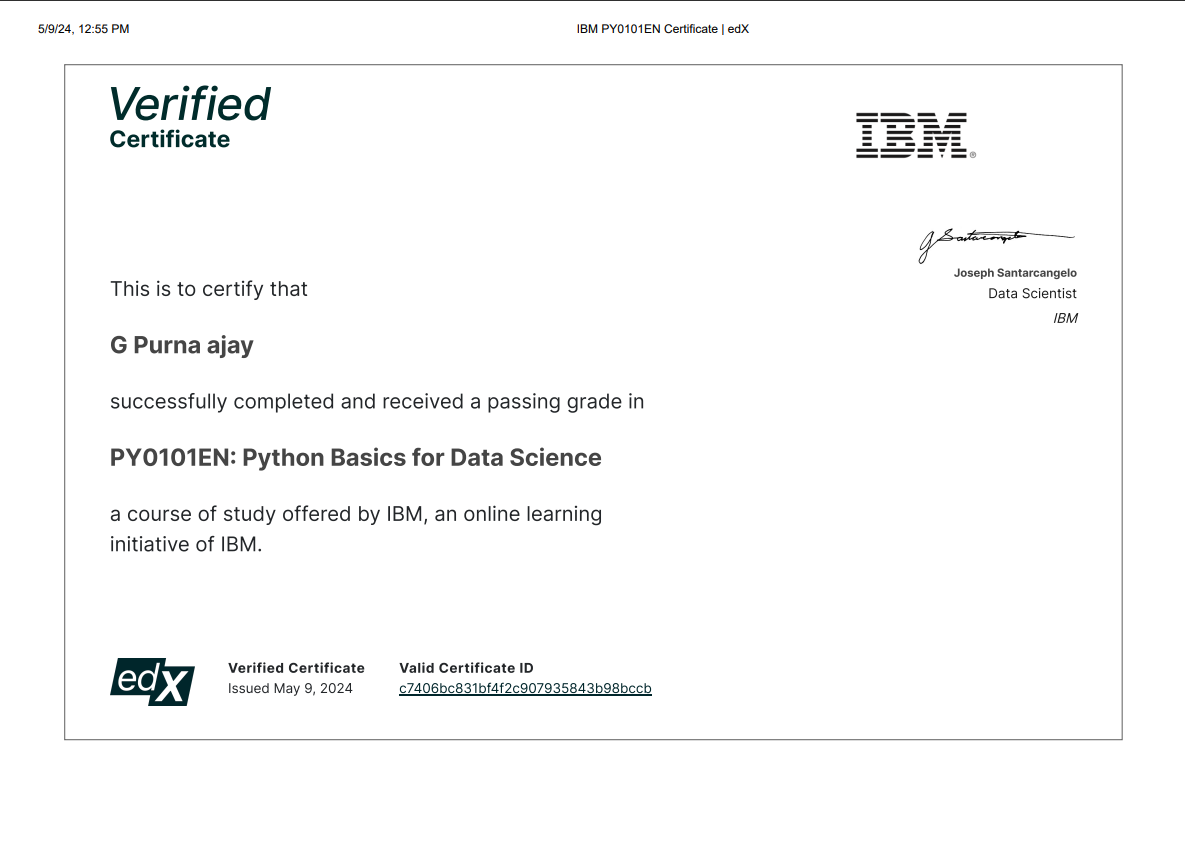 5/9/24, 12:55 PM
IBM PY0101EN Certificate | edX
Verified
Certificate
IBM®
G Santarcangelo
Joseph Santarcangelo
Data Scientist
IBM
This is to certify that
G Purna ajay
successfully completed and received a passing grade in
PY0101EN: Python Basics for Data Science
a course of study offered by IBM, an online learning
initiative of IBM.
edX
Verified Certificate
Issued May 9, 2024
Valid Certificate ID
c7406bc831bf4f2c907935843b98bccb